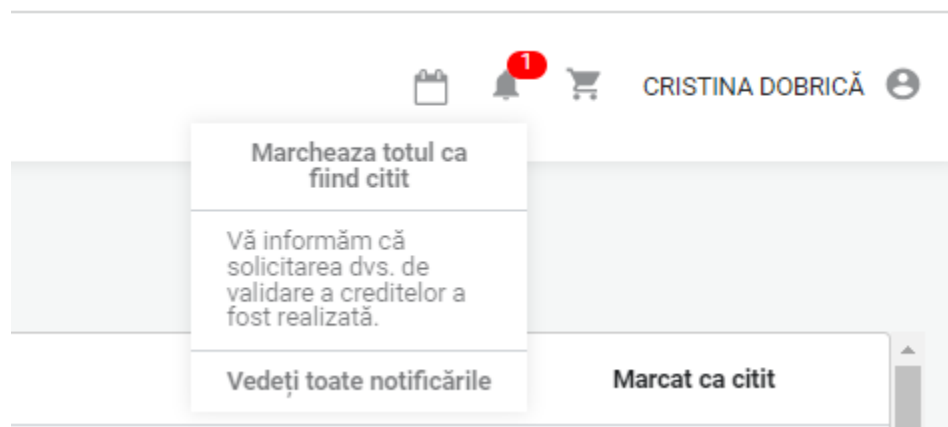 1
CRISTINA DOBRICĂ
Marcheaza totul ca
fiind citit
Vă informăm că
solicitarea dvs. de
validare a creditelor a
fost realizată.
Vedeți toate notificările
Marcat ca citit